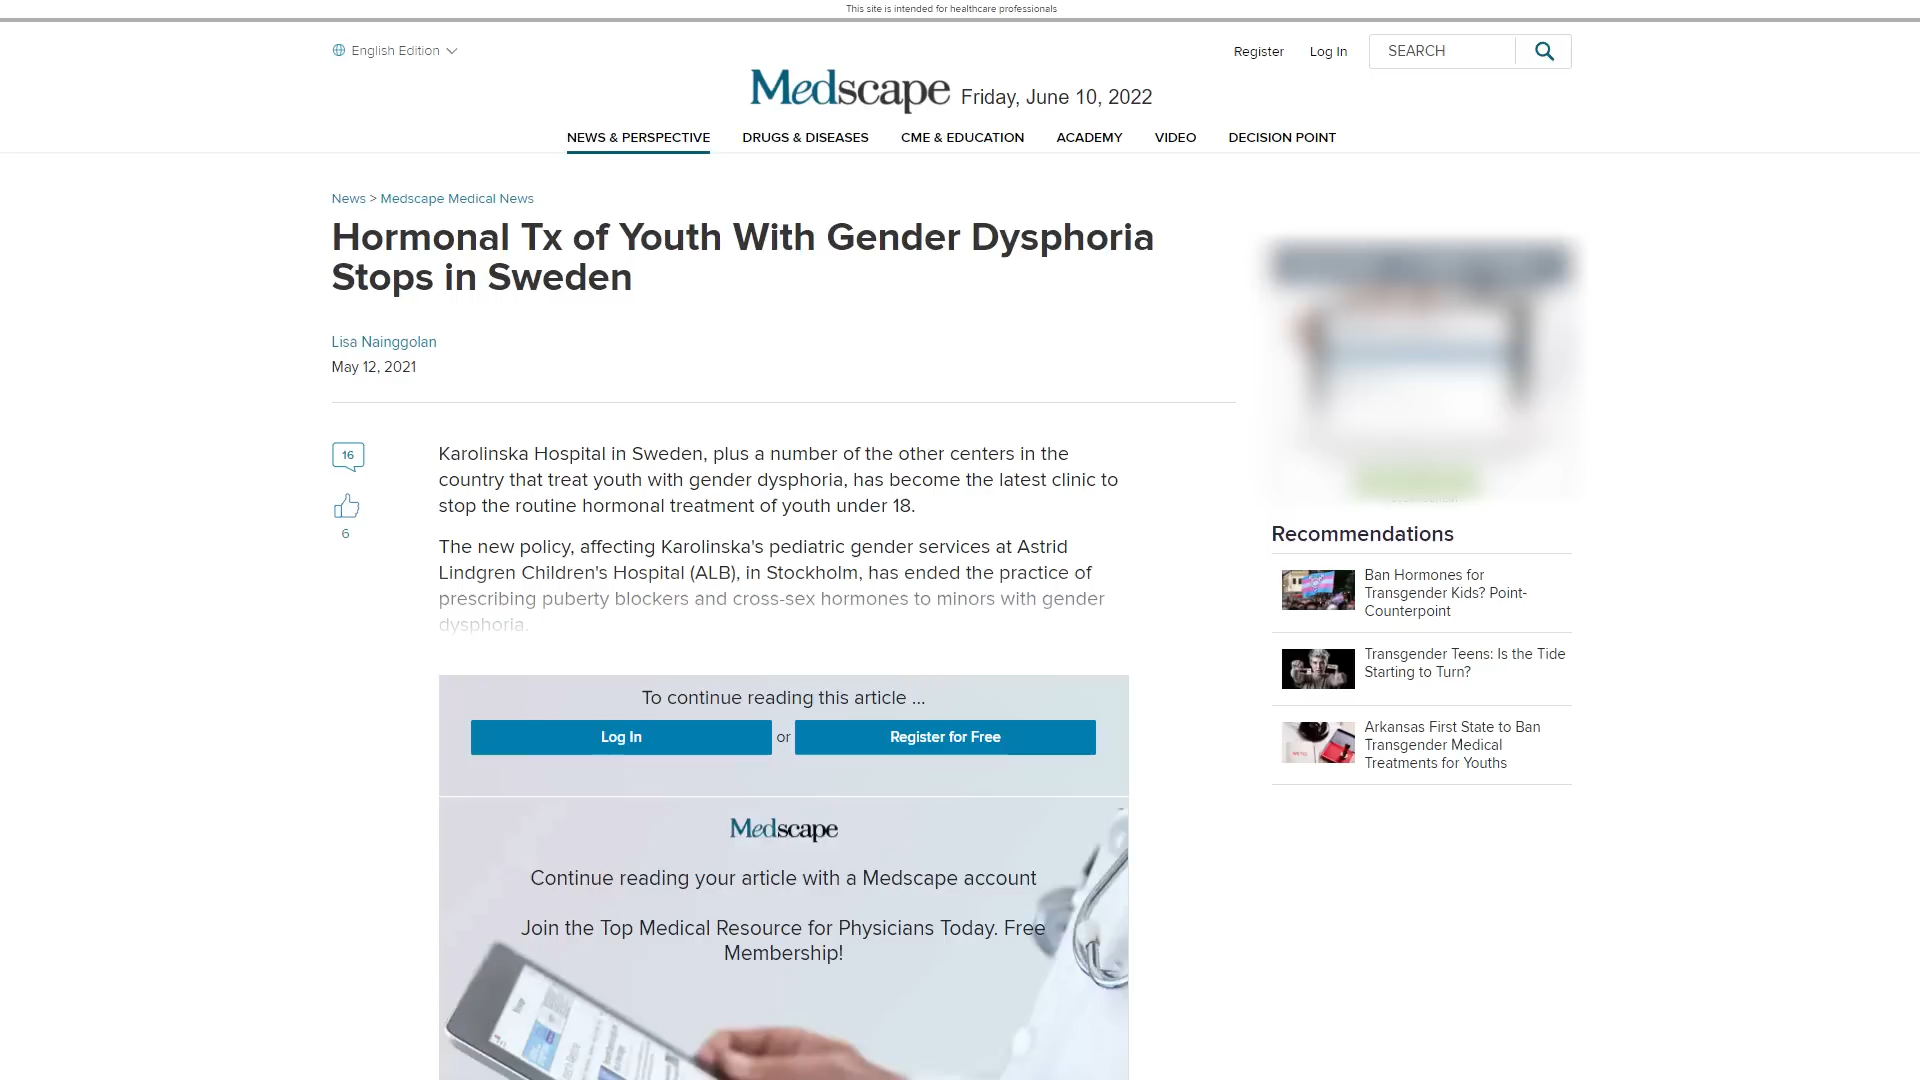 This site is intended for healthcare professionals
English Edition
Register
Log In
SEARCH
Medscape
Friday, June 10, 2022
NEWS & PERSPECTIVE
DRUGS & DISEASES
CME & EDUCATION
ACADEMY
VIDEO
DECISION POINT
News > Medscape Medical News
Hormonal Tx of Youth With Gender Dysphoria
Stops in Sweden
Lisa Nainggolan
May 12, 2021
16
6
Karolinska Hospital in Sweden, plus a number of the other centers in the
country that treat youth with gender dysphoria, has become the latest clinic to
stop the routine hormonal treatment of youth under 18.
The new policy, affecting Karolinska's pediatric gender services at Astrid
Lindgren Children's Hospital (ALB), in Stockholm, has ended the practice of
prescribing puberty blockers and cross-sex hormones to minors with gender
dysphoria.
To continue reading this article ...
Log In
or
Register for Free
Medscape
Continue reading your article with a Medscape account
Join the Top Medical Resource for Physicians Today. Free
Membership!
Recommendations
Ban Hormones for
Transgender Kids? Point-
Counterpoint
Transgender Teens: Is the Tide
Starting to Turn?
Arkansas First State to Ban
Transgender Medical
Treatments for Youths